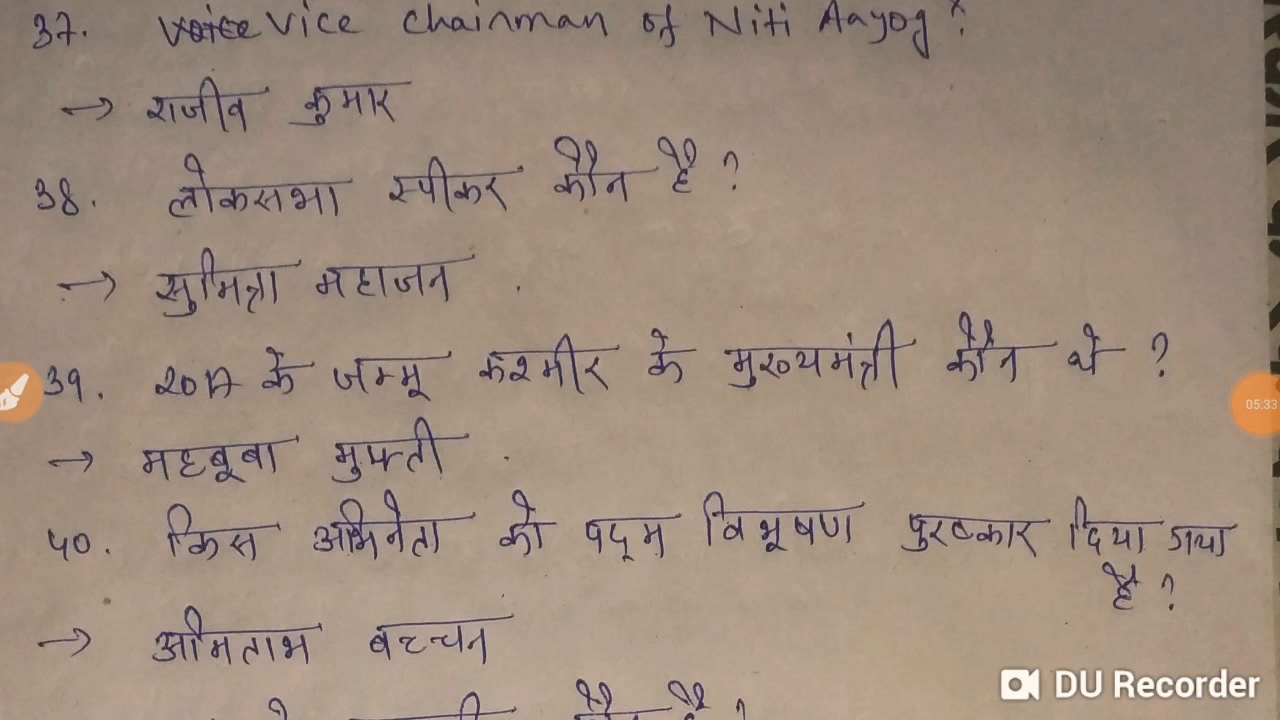 37. Vice chairman of Niti Aayog?
→ राजीव कुमार
38. लोकसभा स्पीकर कौन है?
→ सुमित्रा महाजन .
39. 2017 के जम्मू कश्मीर के मुख्यमंत्री कौन थे?
05:33
→ महबूबा मुफ्ती .
40. किस अभिनेता को पद्म विभूषण पुरष्कार दिया गया
है?
→ अमिताभ बच्चन
DU Recorder